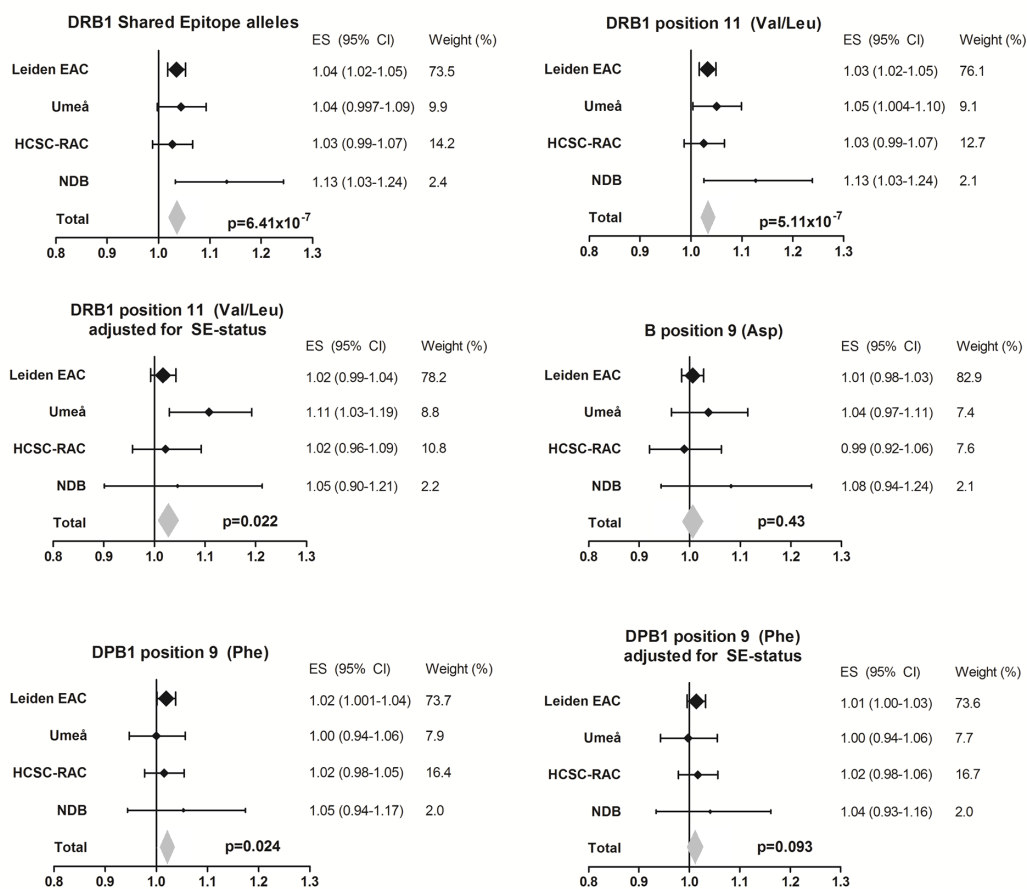 DRB1 Shared Epitope alleles
ES (95% CI) Weight (%)
Leiden EAC 1.04 (1.02-1.05) 73.5
Umeå 1.04 (0.997-1.09) 9.9
HCSC-RAC 1.03 (0.99-1.07) 14.2
NDB 1.13 (1.03-1.24) 2.4
Total p=6.41x10⁻⁷
0.8 0.9 1.0 1.1 1.2 1.3
DRB1 position 11 (Val/Leu)
ES (95% CI) Weight (%)
Leiden EAC 1.03 (1.02-1.05) 76.1
Umeå 1.05 (1.004-1.10) 9.1
HCSC-RAC 1.03 (0.99-1.07) 12.7
NDB 1.13 (1.03-1.24) 2.1
Total p=5.11x10⁻⁷
0.8 0.9 1.0 1.1 1.2 1.3
DRB1 position 11 (Val/Leu)
adjusted for SE-status
ES (95% CI) Weight (%)
Leiden EAC 1.02 (0.99-1.04) 78.2
Umeå 1.11 (1.03-1.19) 8.8
HCSC-RAC 1.02 (0.96-1.09) 10.8
NDB 1.05 (0.90-1.21) 2.2
Total p=0.022
0.8 0.9 1.0 1.1 1.2 1.3
B position 9 (Asp)
ES (95% CI) Weight (%)
Leiden EAC 1.01 (0.98-1.03) 82.9
Umeå 1.04 (0.97-1.11) 7.4
HCSC-RAC 0.99 (0.92-1.06) 7.6
NDB 1.08 (0.94-1.24) 2.1
Total p=0.43
0.8 0.9 1.0 1.1 1.2 1.3
DPB1 position 9 (Phe)
ES (95% CI) Weight (%)
Leiden EAC 1.02 (1.001-1.04) 73.7
Umeå 1.00 (0.94-1.06) 7.9
HCSC-RAC 1.02 (0.98-1.05) 16.4
NDB 1.05 (0.94-1.17) 2.0
Total p=0.024
0.8 0.9 1.0 1.1 1.2 1.3
DPB1 position 9 (Phe)
adjusted for SE-status
ES (95% CI) Weight (%)
Leiden EAC 1.01 (1.00-1.03) 73.6
Umeå 1.00 (0.94-1.06) 7.7
HCSC-RAC 1.02 (0.98-1.06) 16.7
NDB 1.04 (0.93-1.16) 2.0
Total p=0.093
0.8 0.9 1.0 1.1 1.2 1.3